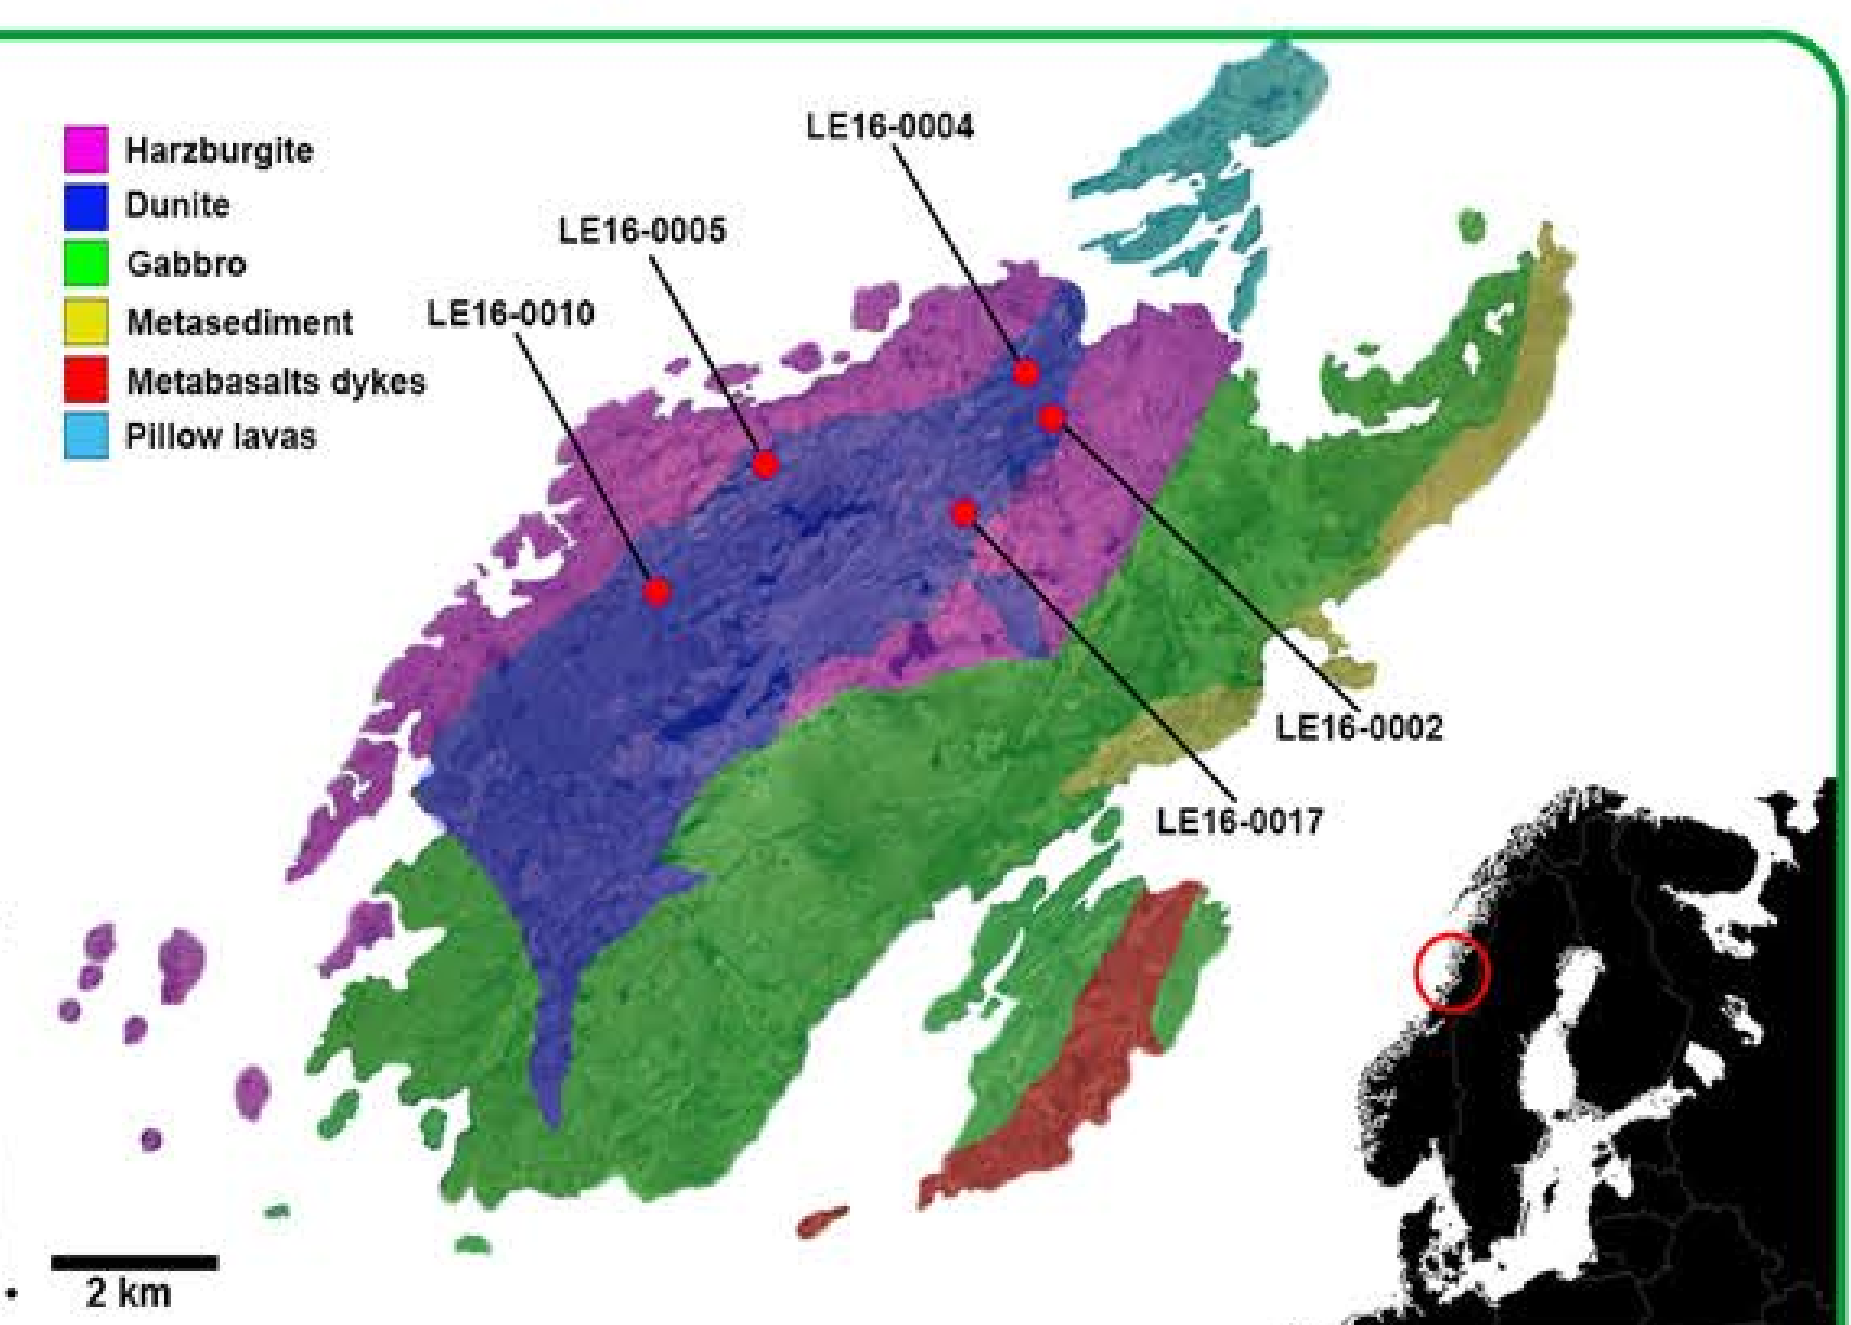 LE16-0004
Harzburgite
Dunite
LE16-0005
Gabbro
LE16-0010
Metasediment
Metabasalts dykes
Pillow lavas
LE16-0002
LE16-0017
2 km